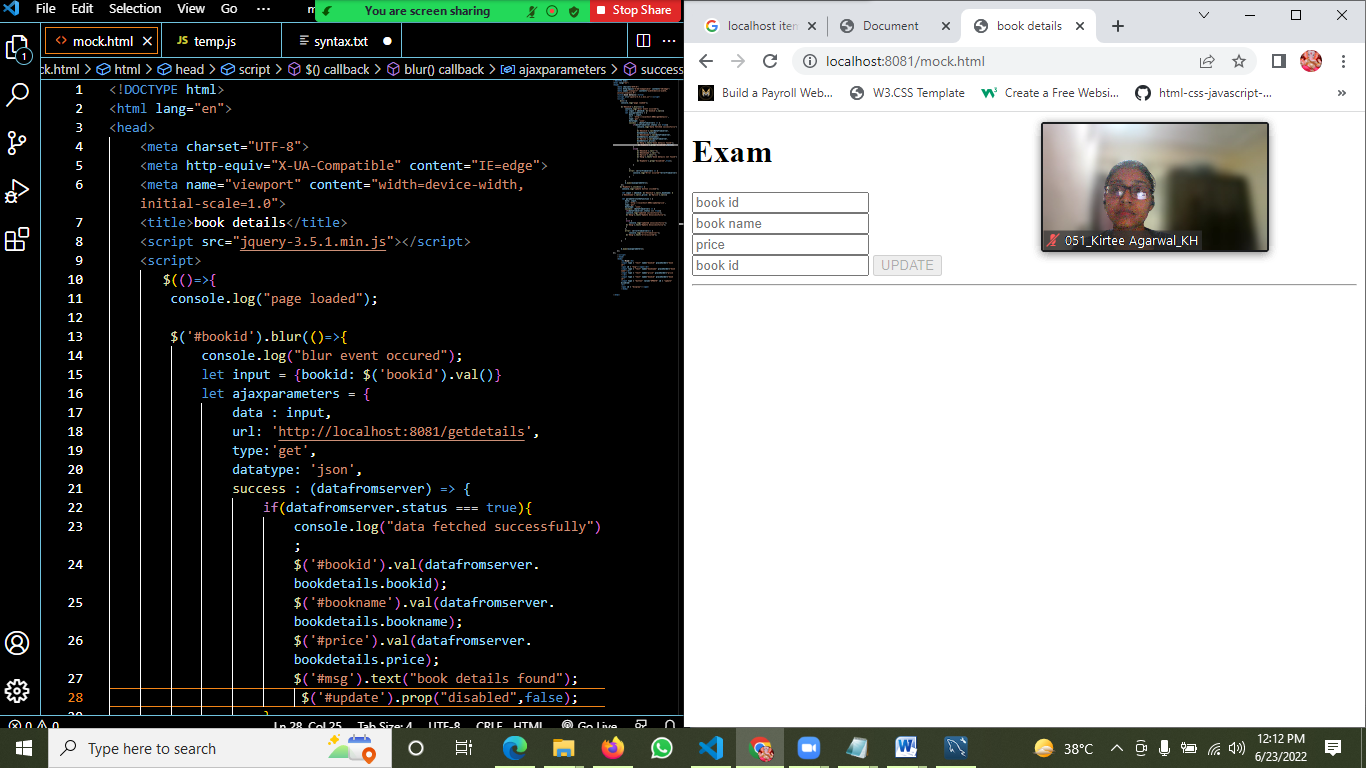 File Edit Selection View Go ···
You are screen sharing
Stop Share
mock.html
temp.js
syntax.txt
ck.html > html > head > script > $() callback > blur() callback > ajaxparameters > success
1 <!DOCTYPE html>
2 <html lang="en">
3 <head>
4 <meta charset="UTF-8">
5 <meta http-equiv="X-UA-Compatible" content="IE=edge">
6 <meta name="viewport" content="width=device-width,
initial-scale=1.0">
7 <title>book details</title>
8 <script src="jquery-3.5.1.min.js"></script>
9 <script>
10 $(()=>{
11 console.log("page loaded");
12
13 $('#bookid').blur(()=>{
14 console.log("blur event occured");
15 let input = {bookid: $('bookid').val()}
16 let ajaxparameters = {
17 data : input,
18 url: 'http://localhost:8081/getdetails',
19 type:'get',
20 datatype: 'json',
21 success : (datafromserver) => {
22 if(datafromserver.status === true){
23 console.log("data fetched successfully")
;
24 $('#bookid').val(datafromserver.
bookdetails.bookid);
25 $('#bookname').val(datafromserver.
bookdetails.bookname);
26 $('#price').val(datafromserver.
bookdetails.price);
27 $('#msg').text("book details found");
28 $('#update').prop("disabled",false);
Ln 28, Col 25 Tab Size: 4 UTF-8 CRLF HTML Go Live
localhost item
Document
book details
localhost:8081/mock.html
Build a Payroll Web...
W3.CSS Template
Create a Free Websi...
html-css-javascript-...
»
Exam
book id
book name
price
book id UPDATE
051_Kirtee Agarwal_KH
Type here to search
38°C
12:12 PM
6/23/2022